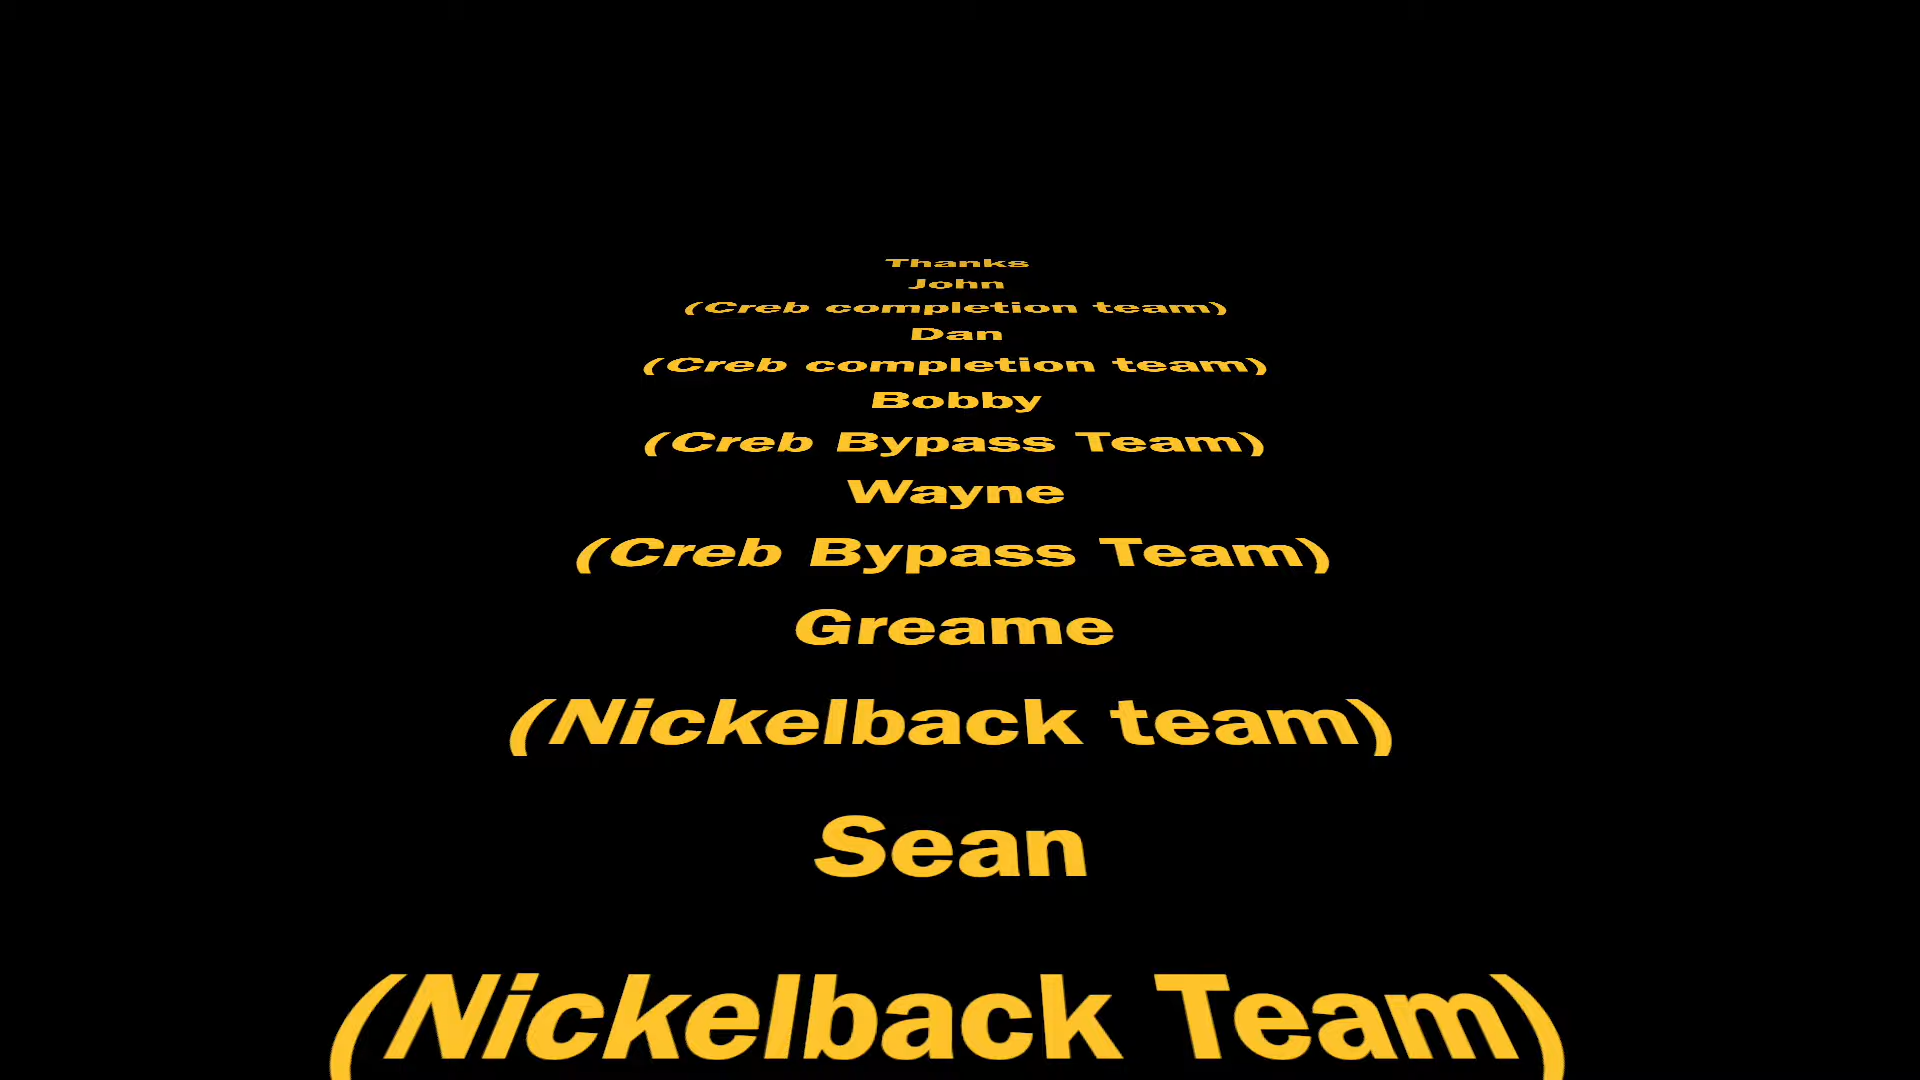 Thanks
John
(Creb completion team)
Dan
(Creb completion team)
Bobby
(Creb Bypass Team)
Wayne
(Creb Bypass Team)
Greame
(Nickelback team)
Sean
(Nickelback Team)